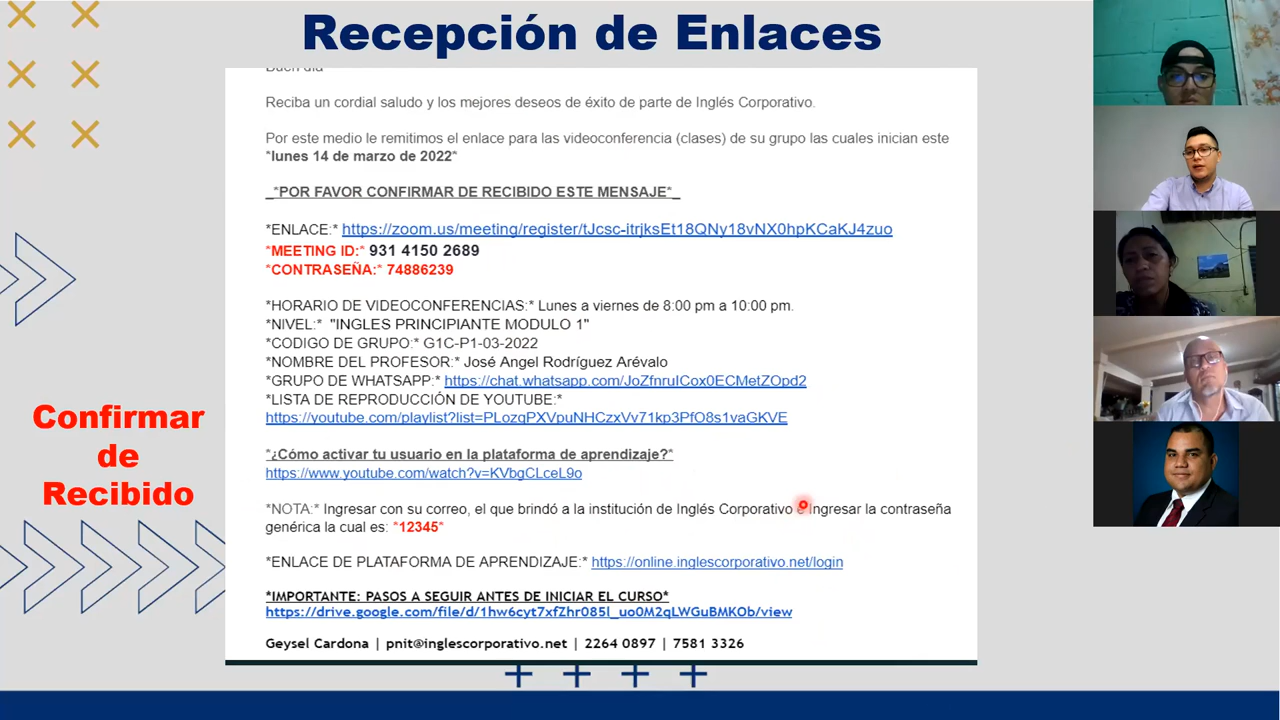 Recepción de Enlaces
Buen día
Reciba un cordial saludo y los mejores deseos de éxito de parte de Inglés Corporativo.
Por este medio le remitimos el enlace para las videoconferencia (clases) de su grupo las cuales inician este
*lunes 14 de marzo de 2022*
_*POR FAVOR CONFIRMAR DE RECIBIDO ESTE MENSAJE*_
*ENLACE:* https://zoom.us/meeting/register/tJcsc-itrjksEt18QNy18vNX0hpKCaKJ4zuo
*MEETING ID:* 931 4150 2689
*CONTRASEÑA:* 74886239
*HORARIO DE VIDEOCONFERENCIAS:* Lunes a viernes de 8:00 pm a 10:00 pm.
*NIVEL:* "INGLES PRINCIPIANTE MODULO 1"
*CODIGO DE GRUPO:* G1C-P1-03-2022
*NOMBRE DEL PROFESOR:* José Angel Rodríguez Arévalo
*GRUPO DE WHATSAPP:* https://chat.whatsapp.com/JoZfnruICox0ECMetZOpd2
*LISTA DE REPRODUCCIÓN DE YOUTUBE:*
https://youtube.com/playlist?list=PLozqPXVpuNHCzxVv71kp3PfO8s1vaGKVE
*¿Cómo activar tu usuario en la plataforma de aprendizaje?*
https://www.youtube.com/watch?v=KVbgCLceL9o
*NOTA:* Ingresar con su correo, el que brindó a la institución de Inglés Corporativo e Ingresar la contraseña
genérica la cual es: *12345*
*ENLACE DE PLATAFORMA DE APRENDIZAJE:* https://online.inglescorporativo.net/login
*IMPORTANTE: PASOS A SEGUIR ANTES DE INICIAR EL CURSO*
https://drive.google.com/file/d/1hw6cyt7xfZhr085l_uo0M2qLWGuBMKOb/view
Geysel Cardona | pnit@inglescorporativo.net | 2264 0897 | 7581 3326
Confirmar
de
Recibido